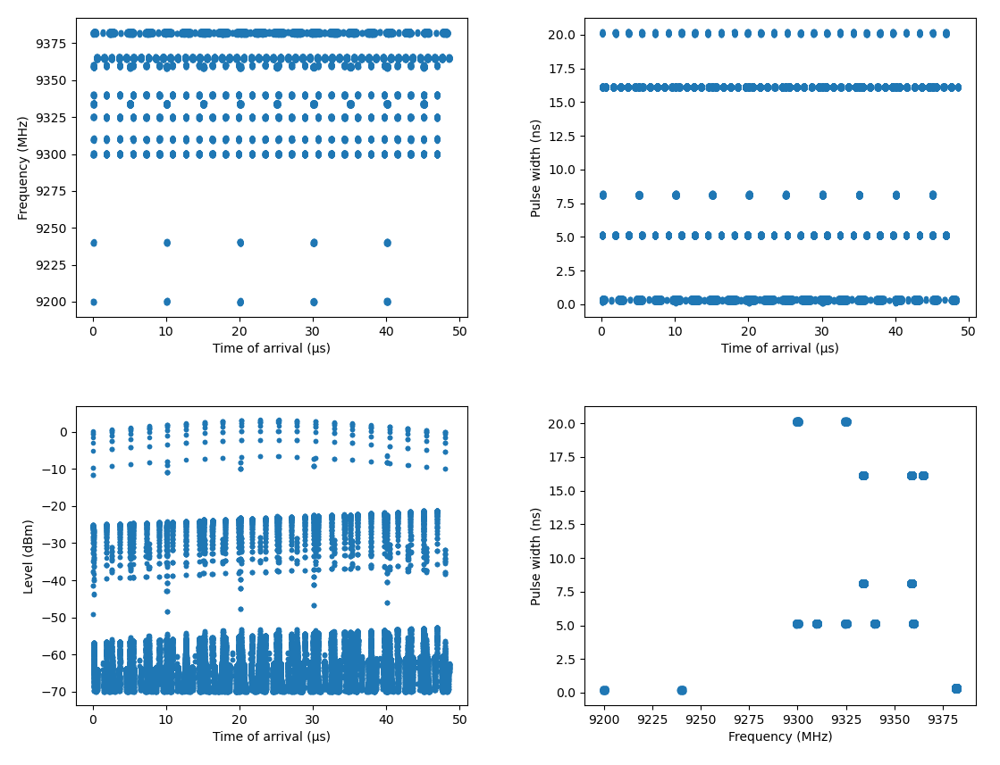 9375
9350
9325
9300
9275
9250
9225
9200
Frequency (MHz)
0 10 20 30 40 50
Time of arrival (µs)
20.0
17.5
15.0
12.5
10.0
7.5
5.0
2.5
0.0
Pulse width (ns)
0 10 20 30 40 50
Time of arrival (µs)
0
−10
−20
−30
−40
−50
−60
−70
Level (dBm)
0 10 20 30 40 50
Time of arrival (µs)
20.0
17.5
15.0
12.5
10.0
7.5
5.0
2.5
0.0
Pulse width (ns)
9200 9225 9250 9275 9300 9325 9350 9375
Frequency (MHz)